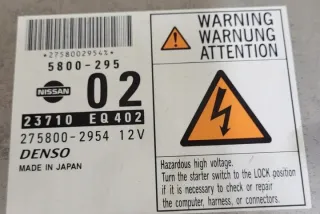 *27580029541*
5800-295
NISSAN 02
23710 EQ402
275800-2954 12V
DENSO
MADE IN JAPAN
WARNING
WARNUNG
ATTENTION
Hazardous high voltage.
Turn the starter switch to the LOCK position
if it is necessary to check or repair
the computer, harness, or connectors.